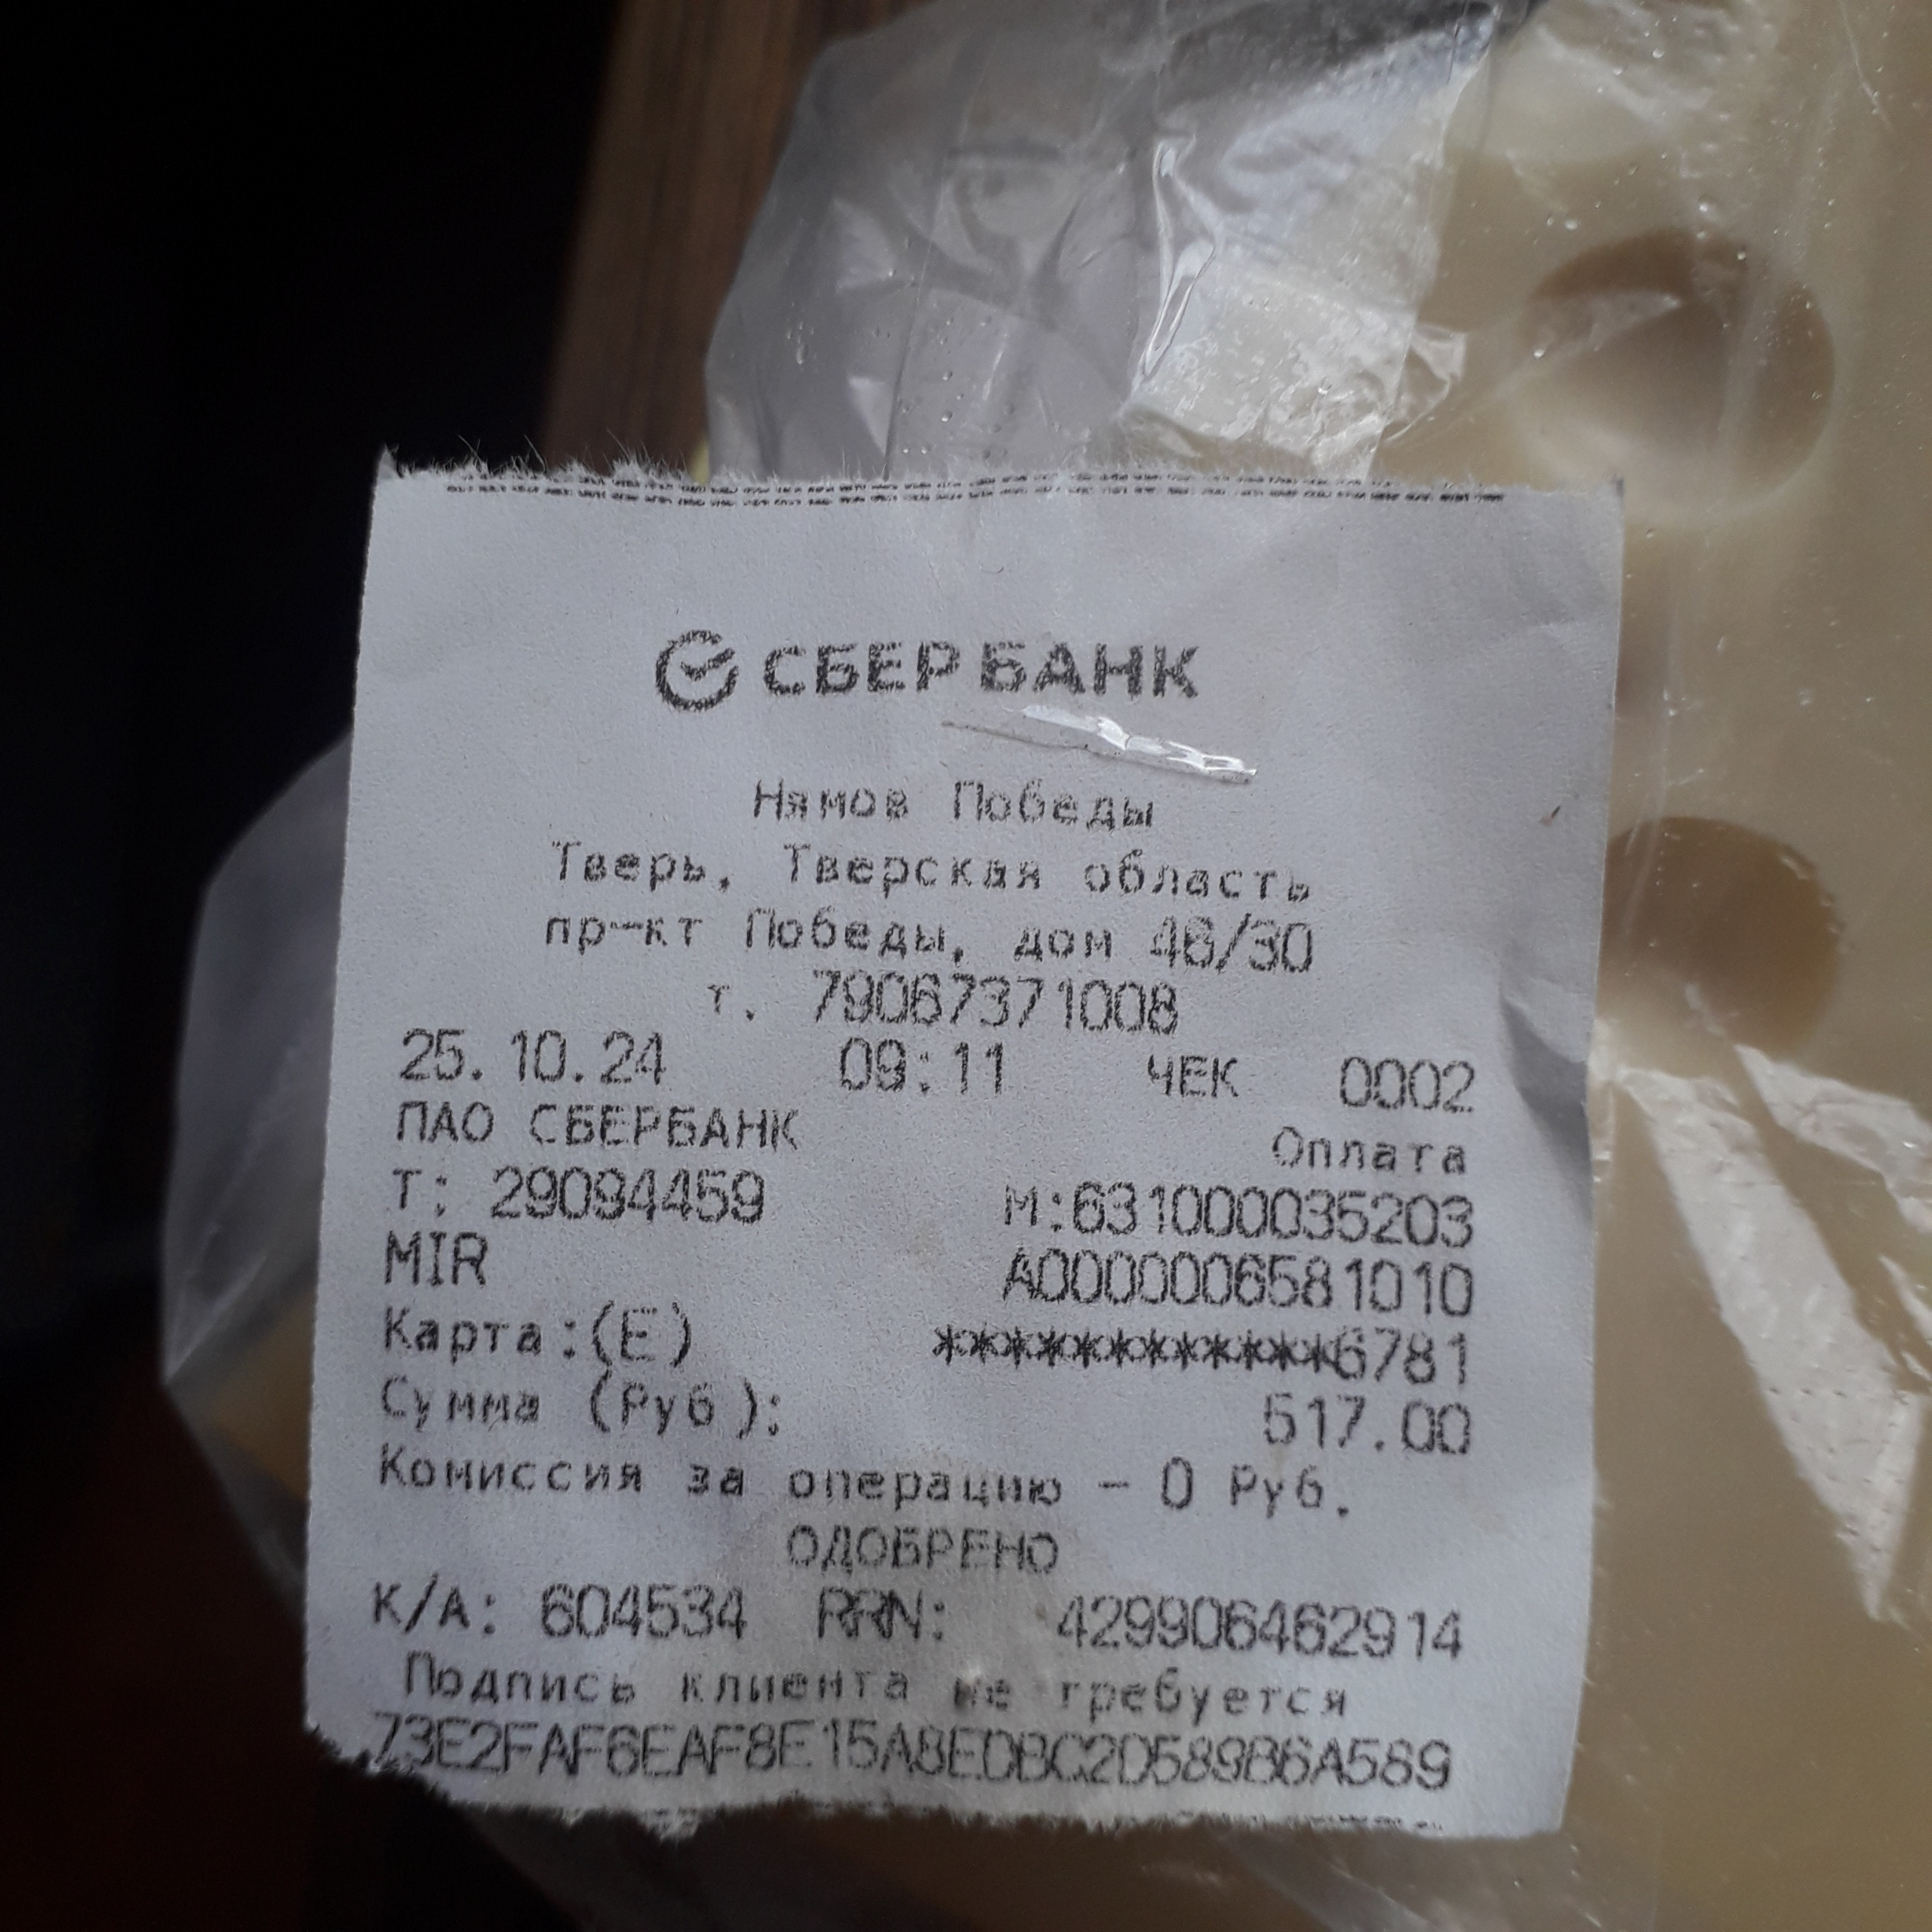 СБЕРБАНК
Нямов Победы
Тверь, Тверская область
пр-кт Победы, дом 48/30
т. 79067371008
25.10.24 09:11 ЧЕК 0002
ПАО СБЕРБАНК Оплата
Т: 29094459 М:631000035203
MIR A0000006581010
Карта:(E) ************6781
Сумма (Руб): 517.00
Комиссия за операцию - 0 Руб.
ОДОБРЕНО
К/А: 604534 RRN: 429906462914
Подпись клиента не требуется
73E2FAF6EAF8E15A8EDBC2D589B6A589